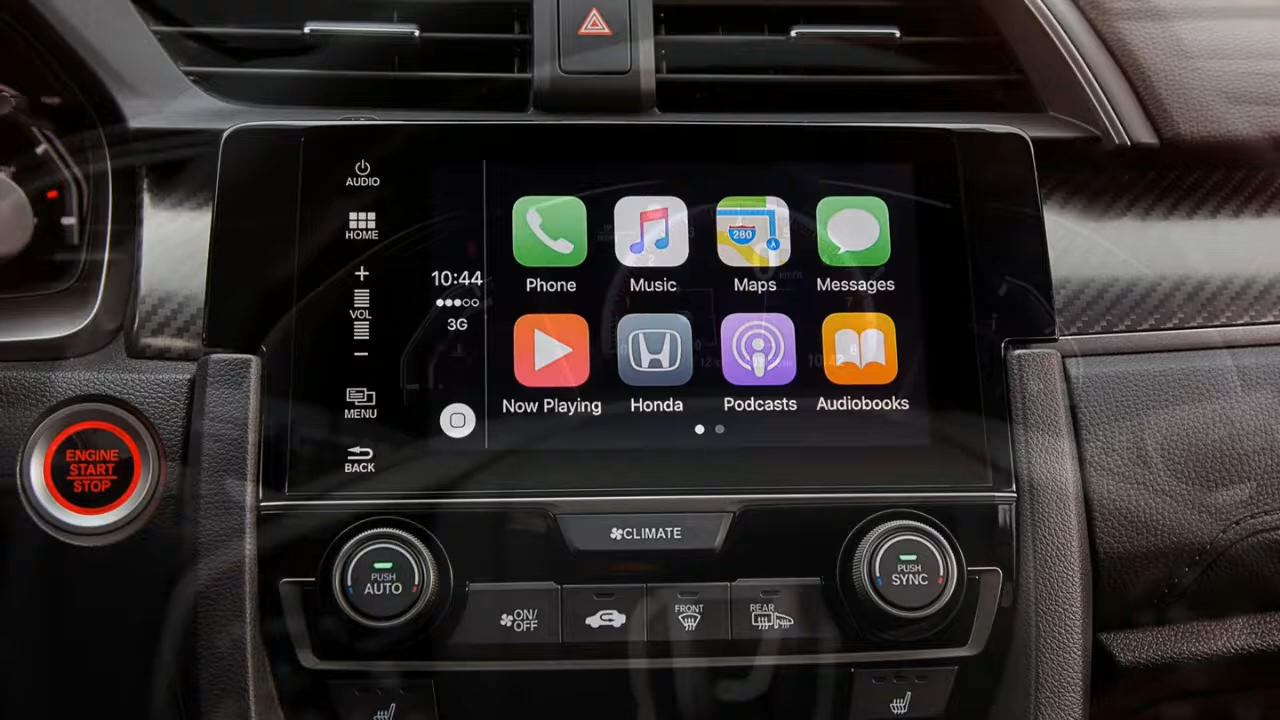 AUDIO
HOME
+
VOL
−
MENU
BACK
10:44
3G
Phone
Music
280
Maps
Messages
Now Playing
Honda
Podcasts
Audiobooks
ENGINE
START
STOP
CLIMATE
PUSH
AUTO
ON/
OFF
FRONT
REAR
PUSH
SYNC